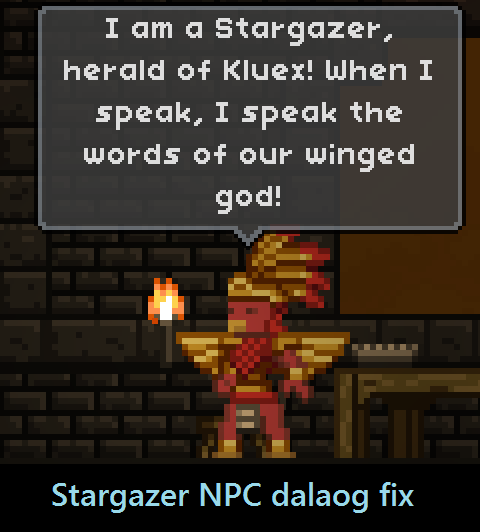 I am a Stargazer,
herald of Kluex! When I
speak, I speak the
words of our winged
god!
Stargazer NPC dalaog fix